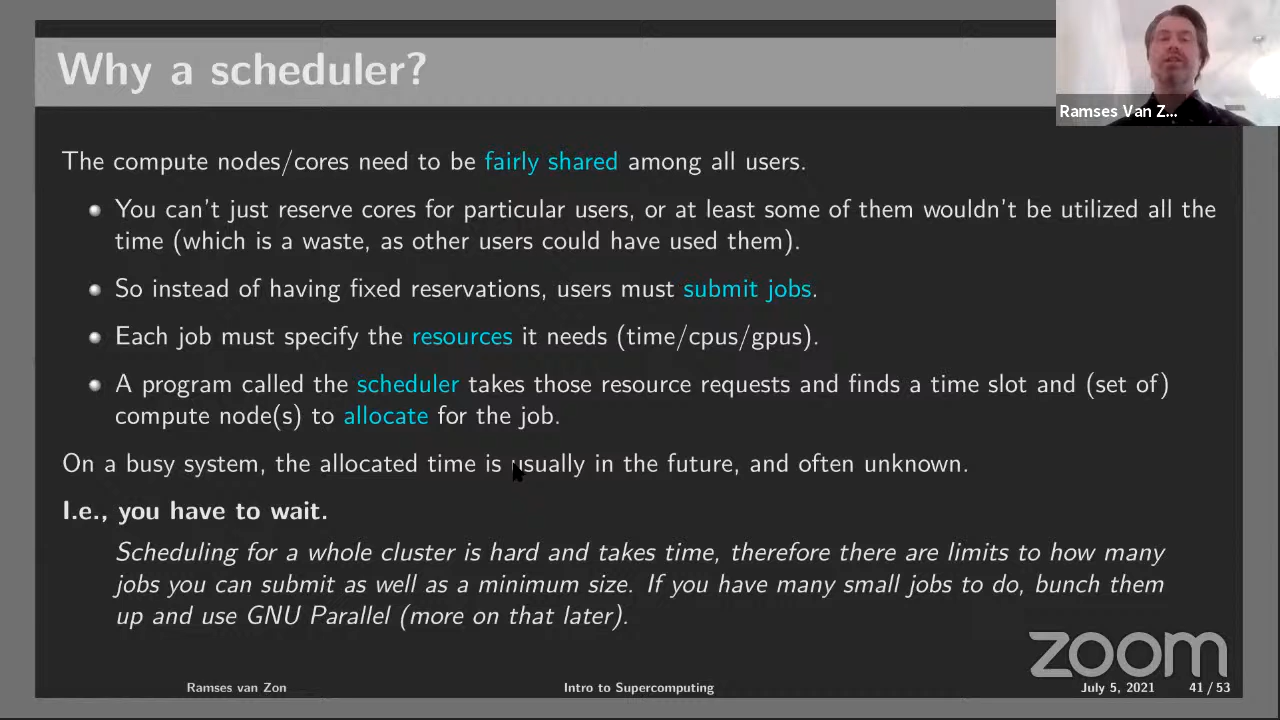 Why a scheduler?
Ramses Van Z...
The compute nodes/cores need to be fairly shared among all users.
You can't just reserve cores for particular users, or at least some of them wouldn't be utilized all the
time (which is a waste, as other users could have used them).
So instead of having fixed reservations, users must submit jobs.
Each job must specify the resources it needs (time/cpus/gpus).
A program called the scheduler takes those resource requests and finds a time slot and (set of)
compute node(s) to allocate for the job.
On a busy system, the allocated time is usually in the future, and often unknown.
I.e., you have to wait.
Scheduling for a whole cluster is hard and takes time, therefore there are limits to how many
jobs you can submit as well as a minimum size. If you have many small jobs to do, bunch them
up and use GNU Parallel (more on that later).
zoom
Ramses van Zon
Intro to Supercomputing
July 5, 2021
41 / 53